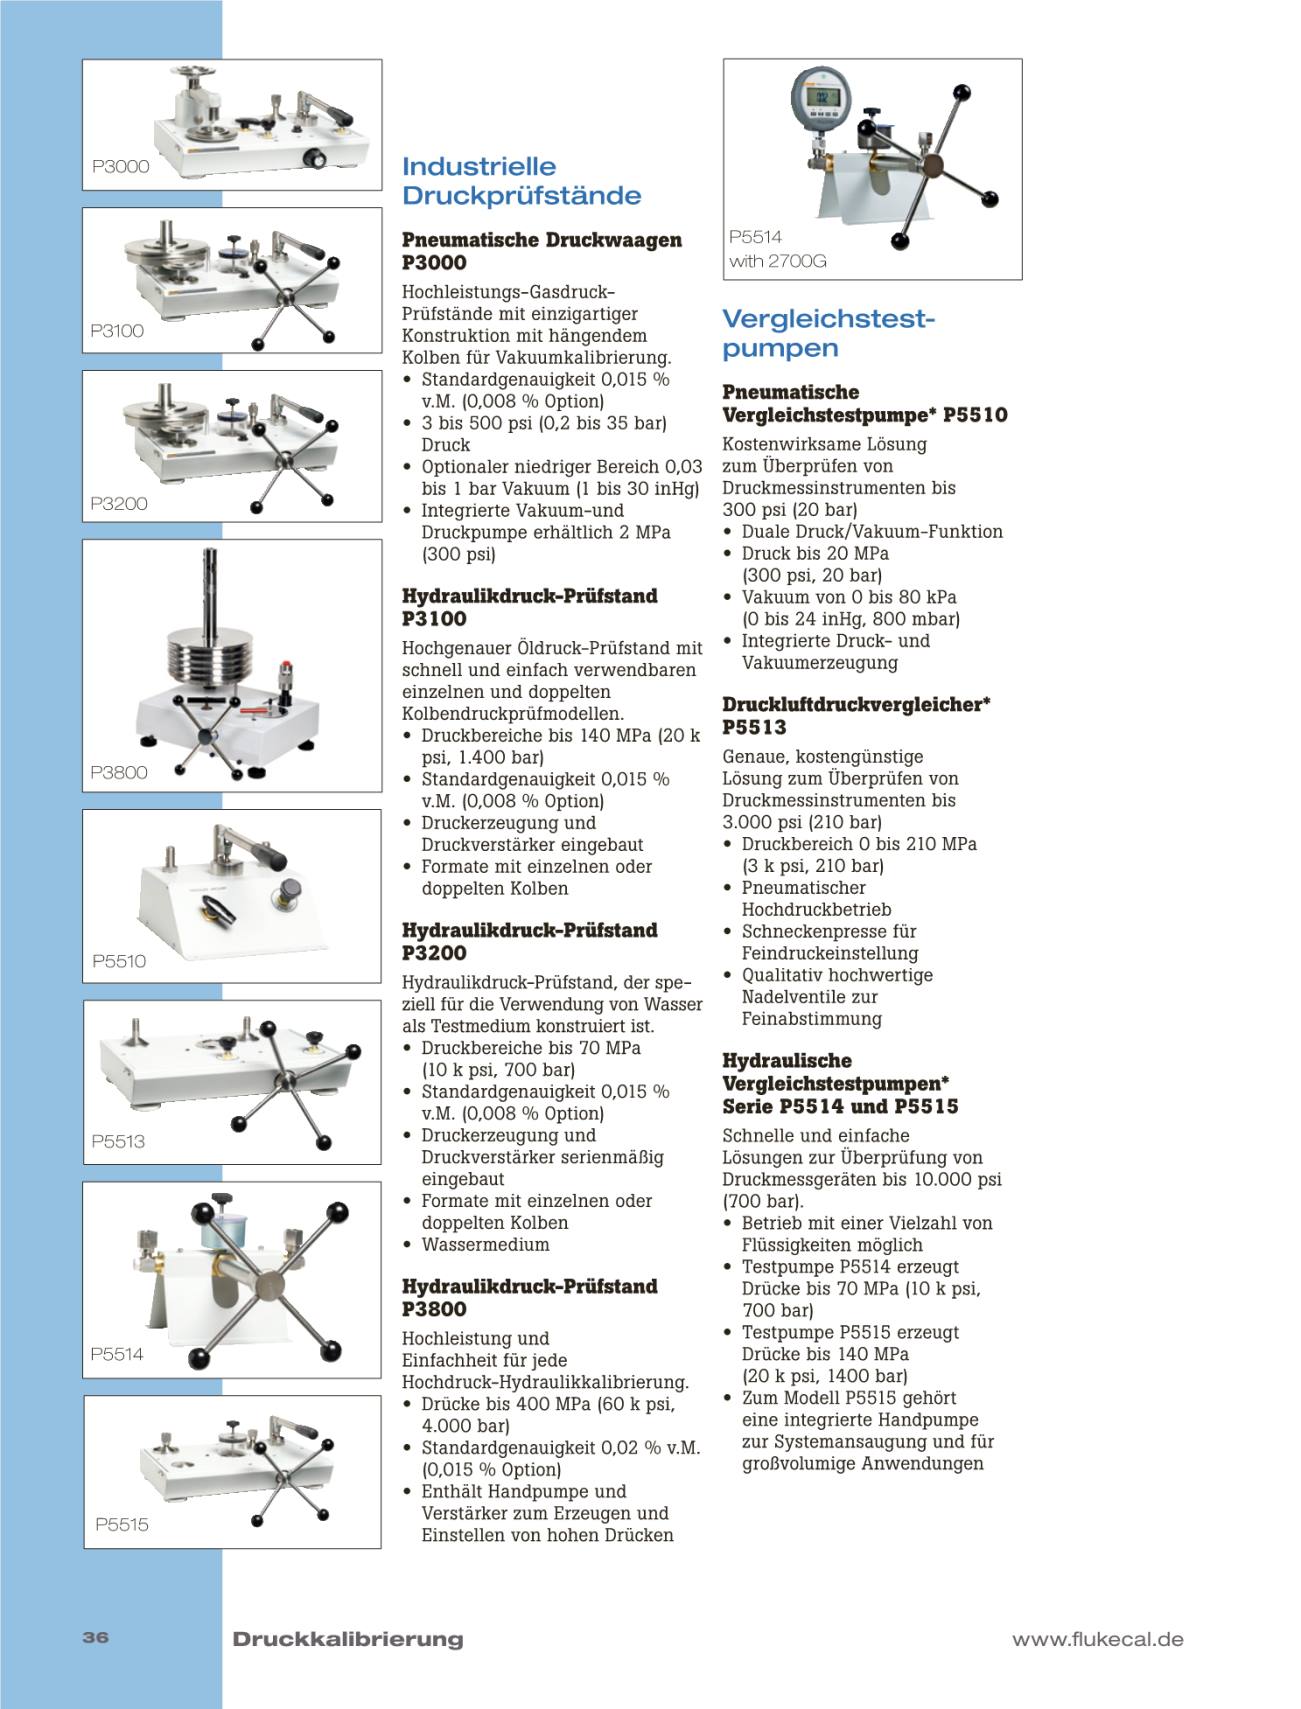 P3000
P3100
P3200
P3800
P5510
P5513
P5514
P5515
Industrielle
Druckprüfstände
Pneumatische Druckwaagen
P3000
Hochleistungs-Gasdruck-
Prüfstände mit einzigartiger
Konstruktion mit hängendem
Kolben für Vakuumkalibrierung.
• Standardgenauigkeit 0,015 %
v.M. (0,008 % Option)
• 3 bis 500 psi (0,2 bis 35 bar)
Druck
• Optionaler niedriger Bereich 0,03
bis 1 bar Vakuum (1 bis 30 inHg)
• Integrierte Vakuum-und
Druckpumpe erhältlich 2 MPa
(300 psi)
Hydraulikdruck-Prüfstand
P3100
Hochgenauer Öldruck-Prüfstand mit
schnell und einfach verwendbaren
einzelnen und doppelten
Kolbendruckprüfmodellen.
• Druckbereiche bis 140 MPa (20 k
psi, 1.400 bar)
• Standardgenauigkeit 0,015 %
v.M. (0,008 % Option)
• Druckerzeugung und
Druckverstärker eingebaut
• Formate mit einzelnen oder
doppelten Kolben
Hydraulikdruck-Prüfstand
P3200
Hydraulikdruck-Prüfstand, der spe-
ziell für die Verwendung von Wasser
als Testmedium konstruiert ist.
• Druckbereiche bis 70 MPa
(10 k psi, 700 bar)
• Standardgenauigkeit 0,015 %
v.M. (0,008 % Option)
• Druckerzeugung und
Druckverstärker serienmäßig
eingebaut
• Formate mit einzelnen oder
doppelten Kolben
• Wassermedium
Hydraulikdruck-Prüfstand
P3800
Hochleistung und
Einfachheit für jede
Hochdruck-Hydraulikkalibrierung.
• Drücke bis 400 MPa (60 k psi,
4.000 bar)
• Standardgenauigkeit 0,02 % v.M.
(0,015 % Option)
• Enthält Handpumpe und
Verstärker zum Erzeugen und
Einstellen von hohen Drücken
P5514
with 2700G
Vergleichstest-
pumpen
Pneumatische
Vergleichstestpumpe* P5510
Kostenwirksame Lösung
zum Überprüfen von
Druckmessinstrumenten bis
300 psi (20 bar)
• Duale Druck/Vakuum-Funktion
• Druck bis 20 MPa
(300 psi, 20 bar)
• Vakuum von 0 bis 80 kPa
(0 bis 24 inHg, 800 mbar)
• Integrierte Druck- und
Vakuumerzeugung
Druckluftdruckvergleicher*
P5513
Genaue, kostengünstige
Lösung zum Überprüfen von
Druckmessinstrumenten bis
3.000 psi (210 bar)
• Druckbereich 0 bis 210 MPa
(3 k psi, 210 bar)
• Pneumatischer
Hochdruckbetrieb
• Schneckenpresse für
Feindruckeinstellung
• Qualitativ hochwertige
Nadelventile zur
Feinabstimmung
Hydraulische
Vergleichstestpumpen*
Serie P5514 und P5515
Schnelle und einfache
Lösungen zur Überprüfung von
Druckmessgeräten bis 10.000 psi
(700 bar).
• Betrieb mit einer Vielzahl von
Flüssigkeiten möglich
• Testpumpe P5514 erzeugt
Drücke bis 70 MPa (10 k psi,
700 bar)
• Testpumpe P5515 erzeugt
Drücke bis 140 MPa
(20 k psi, 1400 bar)
• Zum Modell P5515 gehört
eine integrierte Handpumpe
zur Systemansaugung und für
großvolumige Anwendungen
36
Druckkalibrierung
www.flukecal.de